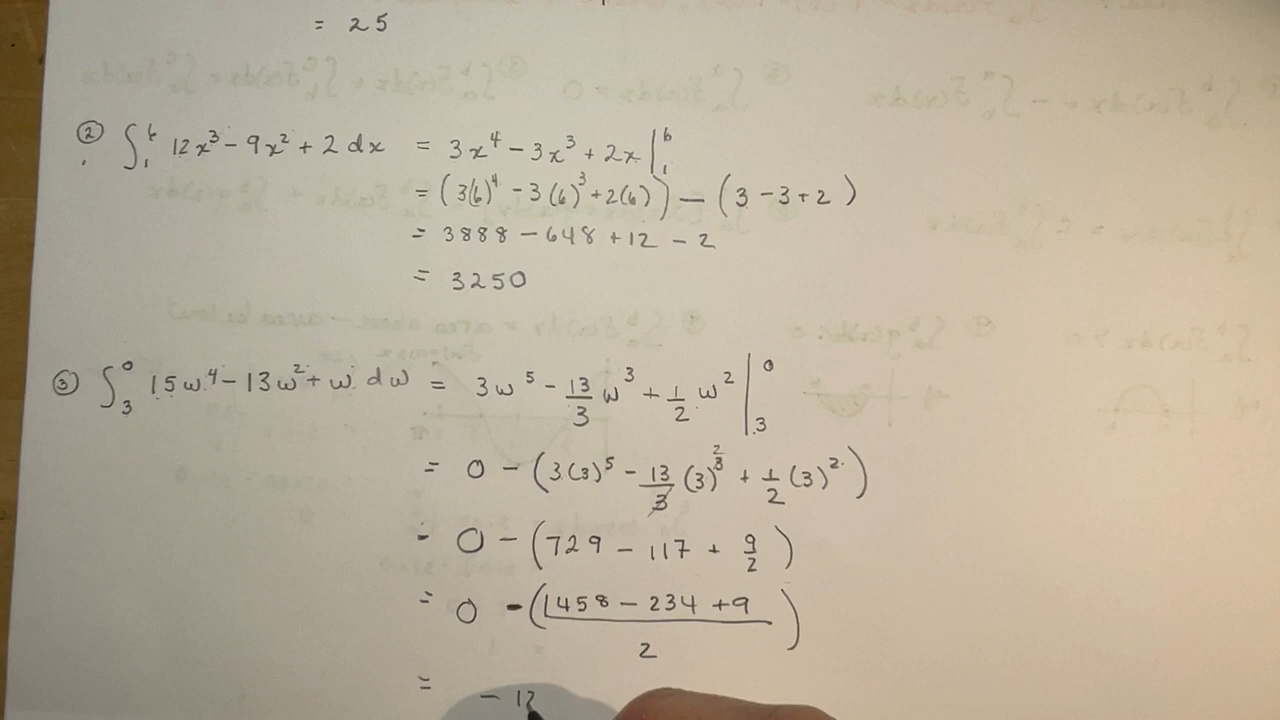 = 25
② ∫₁⁶ 12x³ - 9x² + 2 dx = 3x⁴ - 3x³ + 2x |₁⁶
= (3(6)⁴ - 3(6)³ + 2(6)) - (3 - 3 + 2)
= 3888 - 648 + 12 - 2
= 3250
③ ∫₃⁰ 15w⁴ - 13w² + w dw = 3w⁵ - 13/3 w³ + 1/2 w² |₃⁰
= 0 - (3(3)⁵ - 13/3 (3)² + 1/2 (3)²)
= 0 - (729 - 117 + 9/2)
= 0 - ((1458 - 234 + 9)/2)
= - 12